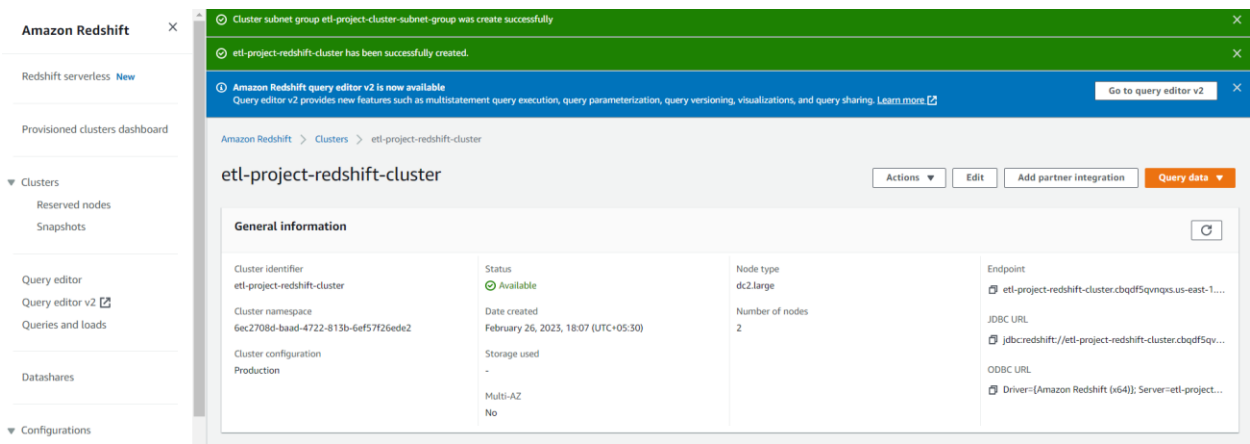 Amazon Redshift
Redshift serverless New
Provisioned clusters dashboard
Clusters
Reserved nodes
Snapshots
Query editor
Query editor v2
Queries and loads
Datashares
Configurations
Cluster subnet group etl-project-cluster-subnet-group was create successfully
etl-project-redshift-cluster has been successfully created.
Amazon Redshift query editor v2 is now available
Query editor v2 provides new features such as multistatement query execution, query parameterization, query versioning, visualizations, and query sharing. Learn more
Go to query editor v2
Amazon Redshift > Clusters > etl-project-redshift-cluster
etl-project-redshift-cluster
Actions
Edit
Add partner integration
Query data
General information
Cluster identifier
etl-project-redshift-cluster
Cluster namespace
6ec2708d-baad-4722-813b-6ef57f26ede2
Cluster configuration
Production
Status
Available
Date created
February 26, 2023, 18:07 (UTC+05:30)
Storage used
-
Multi-AZ
No
Node type
dc2.large
Number of nodes
2
Endpoint
etl-project-redshift-cluster.cbqdf5qvnqxs.us-east-1....
JDBC URL
jdbc:redshift://etl-project-redshift-cluster.cbqdf5qv...
ODBC URL
Driver={Amazon Redshift (x64)}; Server=etl-project...